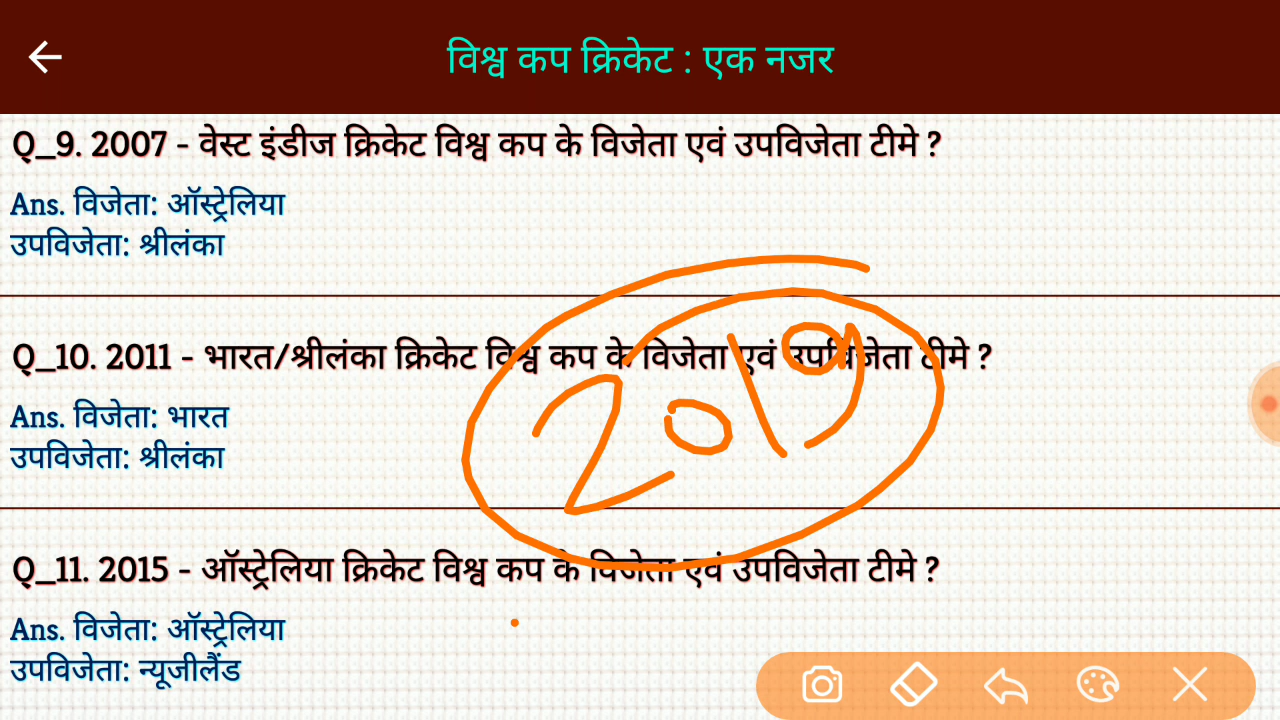 विश्व कप क्रिकेट : एक नजर
Q_9. 2007 - वेस्ट इंडीज क्रिकेट विश्व कप के विजेता एवं उपविजेता टीमे ?
Ans. विजेता: ऑस्ट्रेलिया
उपविजेता: श्रीलंका
Q_10. 2011 - भारत/श्रीलंका क्रिकेट विश्व कप के विजेता एवं उपविजेता टीमे ?
2019
Ans. विजेता: भारत
उपविजेता: श्रीलंका
Q_11. 2015 - ऑस्ट्रेलिया क्रिकेट विश्व कप के विजेता एवं उपविजेता टीमे ?
Ans. विजेता: ऑस्ट्रेलिया
उपविजेता: न्यूजीलैंड